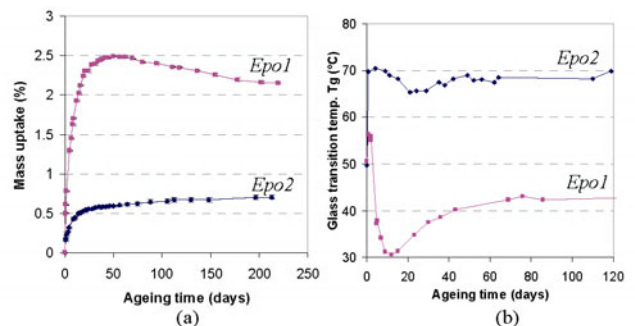 3
2.5
2
1.5
1
0.5
0
Mass uptake (%)
Epo1
Epo2
0 50 100 150 200 250
Ageing time (days)
(a)
80
70
60
50
40
30
Glass transition temp. Tg (°C)
Epo2
Epo1
0 20 40 60 80 100 120
Ageing time (days)
(b)